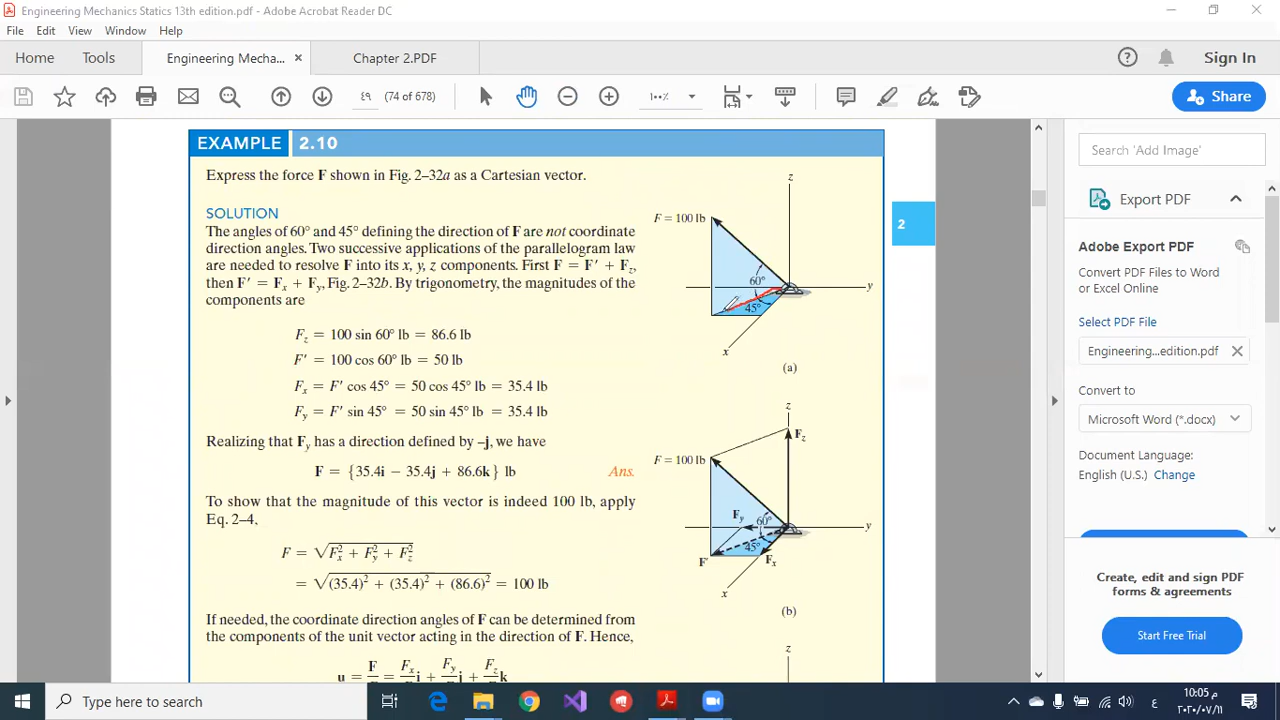 Engineering Mechanics Statics 13th edition.pdf - Adobe Acrobat Reader DC
File Edit View Window Help
Home Tools Engineering Mecha... × Chapter 2.PDF Sign In
٤٩ (74 of 678) ١٠٠٪ Share
EXAMPLE 2.10
Express the force F shown in Fig. 2–32a as a Cartesian vector.
SOLUTION
The angles of 60° and 45° defining the direction of F are not coordinate
direction angles. Two successive applications of the parallelogram law
are needed to resolve F into its x, y, z components. First F = F′ + Fz,
then F′ = Fx + Fy, Fig. 2–32b. By trigonometry, the magnitudes of the
components are
Fz = 100 sin 60° lb = 86.6 lb
F′ = 100 cos 60° lb = 50 lb
Fx = F′ cos 45° = 50 cos 45° lb = 35.4 lb
Fy = F′ sin 45° = 50 sin 45° lb = 35.4 lb
Realizing that Fy has a direction defined by –j, we have
F = {35.4i − 35.4j + 86.6k} lb Ans.
To show that the magnitude of this vector is indeed 100 lb, apply
Eq. 2–4,
F = √Fx² + Fy² + Fz²
= √(35.4)² + (35.4)² + (86.6)² = 100 lb
If needed, the coordinate direction angles of F can be determined from
the components of the unit vector acting in the direction of F. Hence,
u = F = Fx i + Fy j + Fz k
z
F = 100 lb
60°
y
45°
x
(a)
z
Fz
F = 100 lb
Fy 60°
y
45°
F′ Fx
x
(b)
z
2
Search 'Add Image'
Export PDF
Adobe Export PDF
Convert PDF Files to Word
or Excel Online
Select PDF File
Engineering...edition.pdf ×
Convert to
Microsoft Word (*.docx)
Document Language:
English (U.S.) Change
Create, edit and sign PDF
forms & agreements
Start Free Trial
Type here to search
ع
10:05 م
٢٠٢٠/٠٧/١١